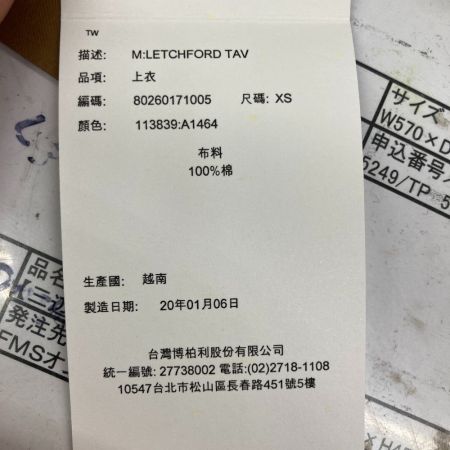 TW
描述: M:LETCHFORD TAV
品項: 上衣
編碼: 80260171005 尺碼: XS
顏色: 113839:A1464
布料
100%棉
生產國: 越南
製造日期: 20年01月06日
台灣博柏利股份有限公司
統一編號: 27738002 電話:(02)2718-1108
10547台北市松山區長春路451號5樓
サイズ
W570×D
申込番号
5249/TP 5
品名
発注先
FMSオ